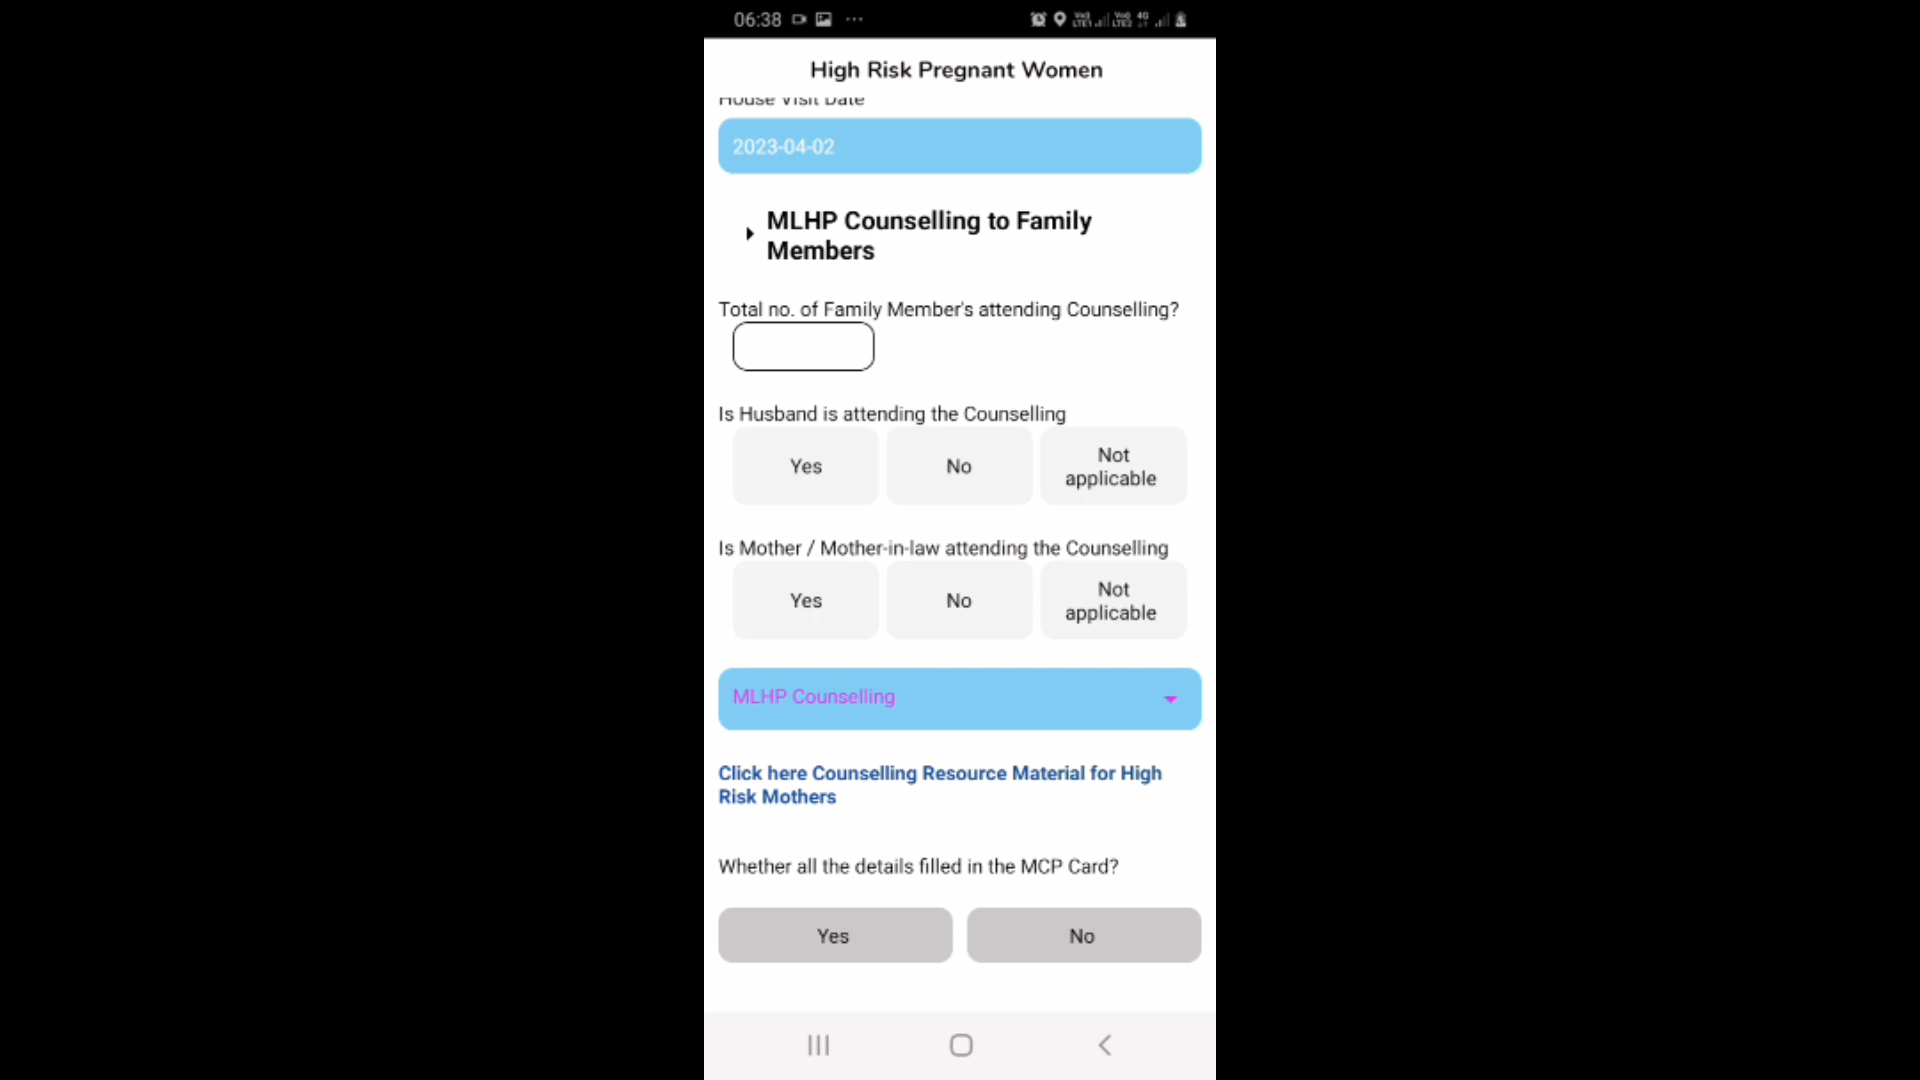 06:38
High Risk Pregnant Women
House Visit Date
2023-04-02
MLHP Counselling to Family
Members
Total no. of Family Member's attending Counselling?
Is Husband is attending the Counselling
Yes No Not applicable
Is Mother / Mother-in-law attending the Counselling
Yes No Not applicable
MLHP Counselling
Click here Counselling Resource Material for High
Risk Mothers
Whether all the details filled in the MCP Card?
Yes No